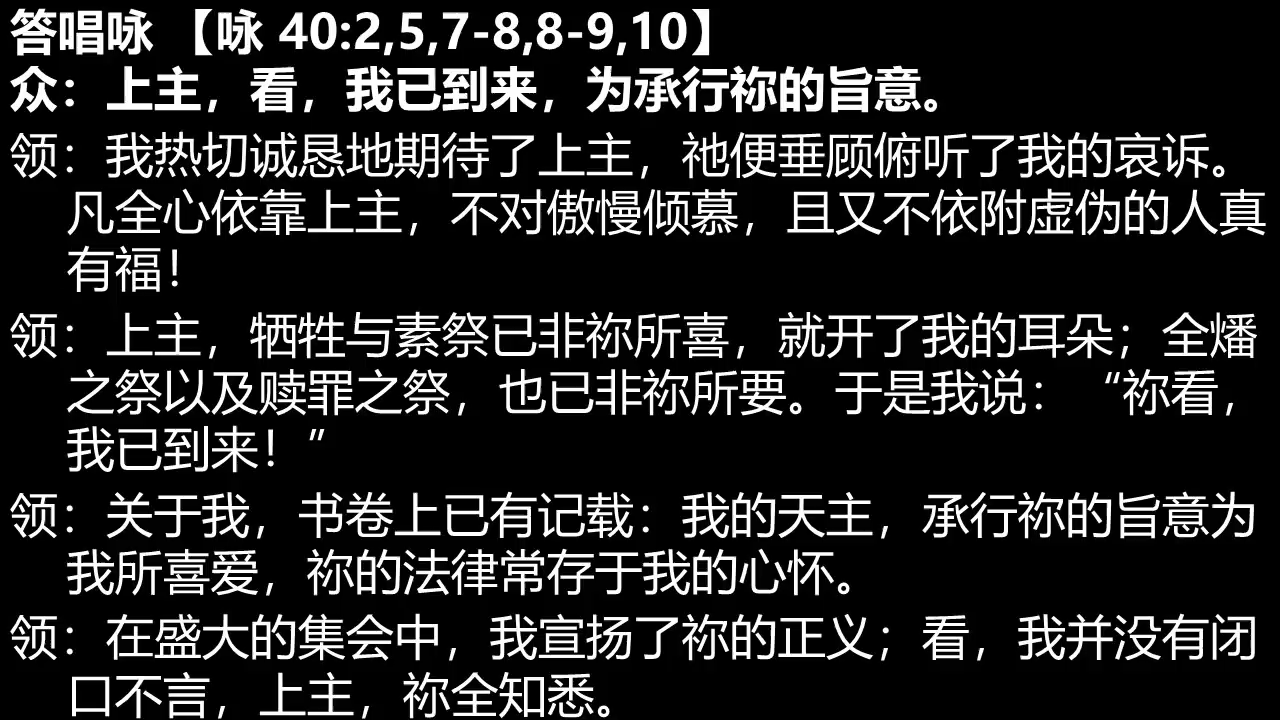 答唱咏 【咏 40:2,5,7-8,8-9,10】
众：上主，看，我已到来，为承行祢的旨意。
领：我热切诚恳地期待了上主，祂便垂顾俯听了我的哀诉。
凡全心依靠上主，不对傲慢倾慕，且又不依附虚伪的人真
有福！
领：上主，牺牲与素祭已非祢所喜，就开了我的耳朵；全燔
之祭以及赎罪之祭，也已非祢所要。于是我说：“祢看，
我已到来！”
领：关于我，书卷上已有记载：我的天主，承行祢的旨意为
我所喜爱，祢的法律常存于我的心怀。
领：在盛大的集会中，我宣扬了祢的正义；看，我并没有闭
口不言，上主，祢全知悉。